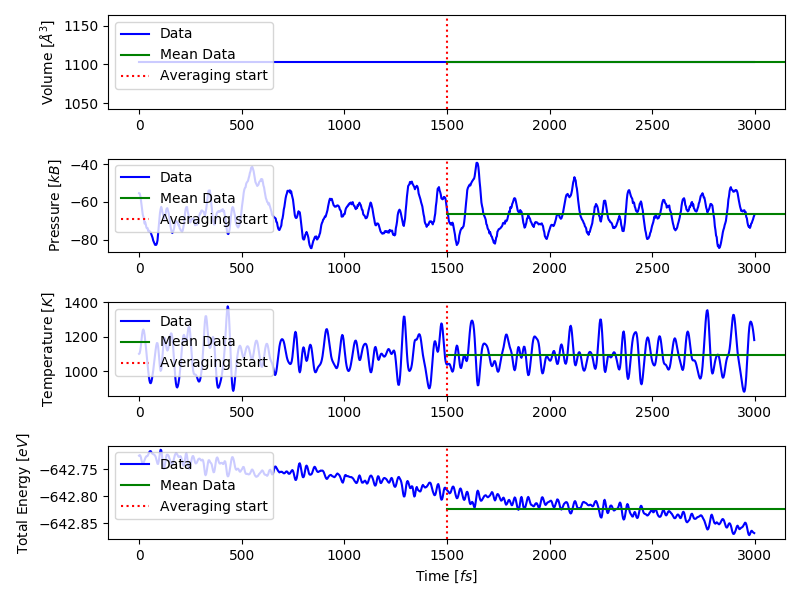 Volume [Å³]
1150
1100
1050
Data
Mean Data
Averaging start
0 500 1000 1500 2000 2500 3000
Pressure [kB]
−40
−60
−80
Data
Mean Data
Averaging start
0 500 1000 1500 2000 2500 3000
Temperature [K]
1400
1200
1000
Data
Mean Data
Averaging start
0 500 1000 1500 2000 2500 3000
Total Energy [eV]
−642.75
−642.80
−642.85
Data
Mean Data
Averaging start
0 500 1000 1500 2000 2500 3000
Time [fs]